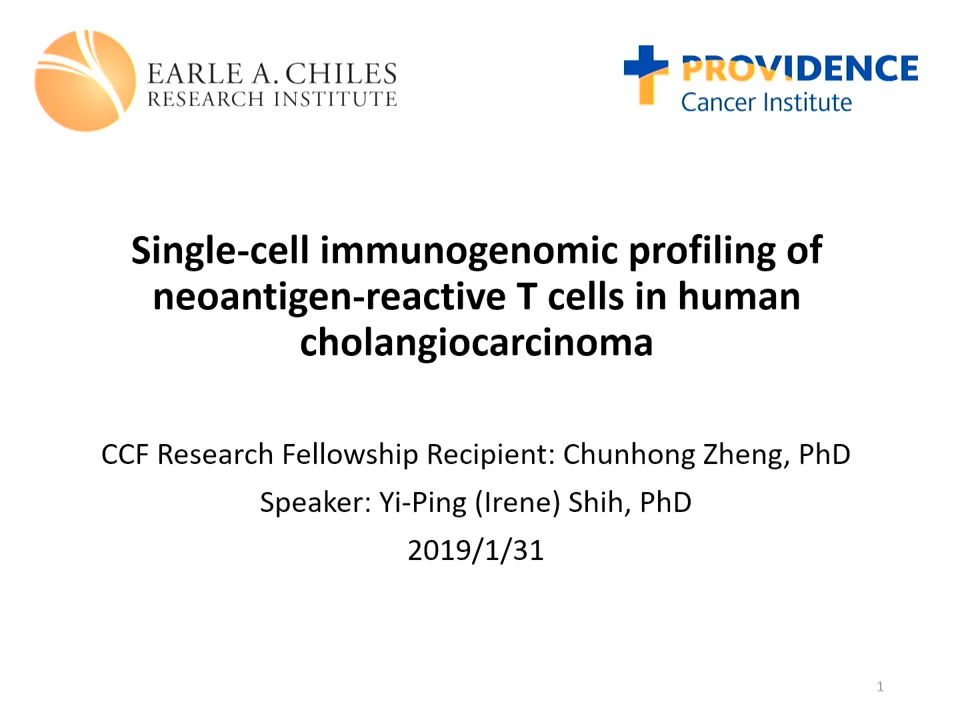 EARLE A. CHILES
RESEARCH INSTITUTE
PROVIDENCE
Cancer Institute
Single-cell immunogenomic profiling of
neoantigen-reactive T cells in human
cholangiocarcinoma
CCF Research Fellowship Recipient: Chunhong Zheng, PhD
Speaker: Yi-Ping (Irene) Shih, PhD
2019/1/31
1